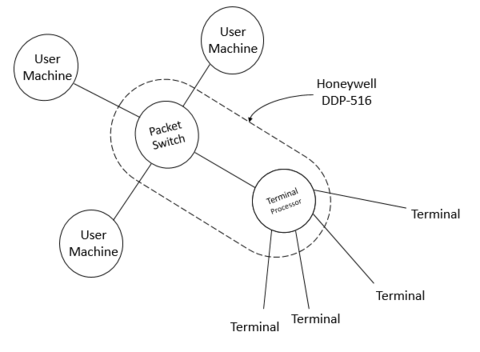 User
Machine
User
Machine
Honeywell
DDP-516
Packet
Switch
Terminal
Processor
Terminal
User
Machine
Terminal
Terminal
Terminal